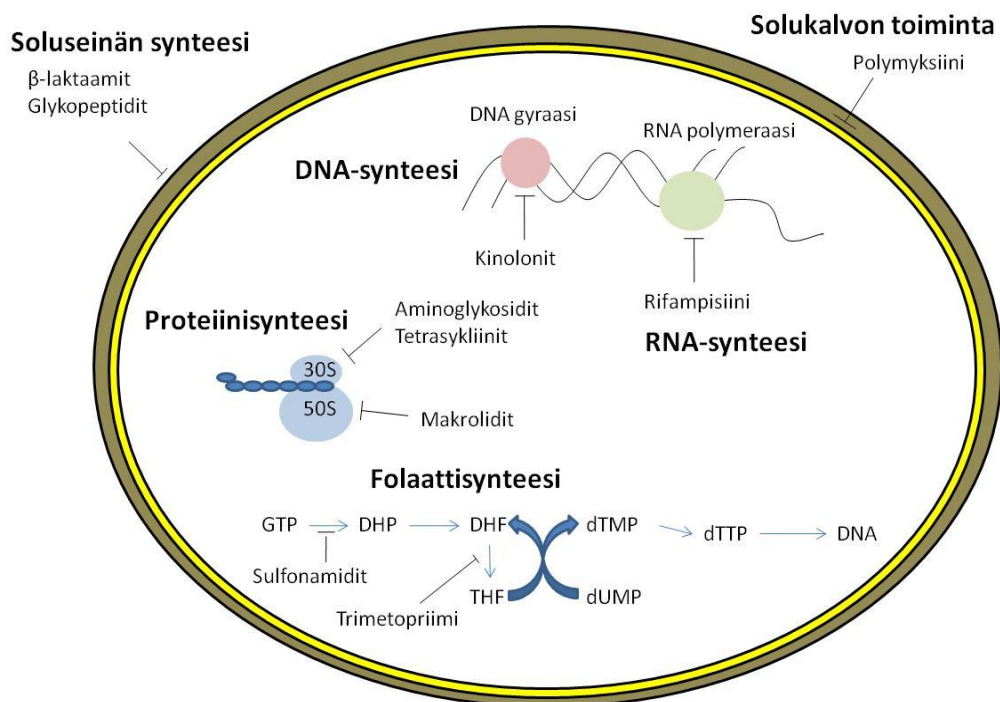 Soluseinän synteesi
β-laktaamit
Glykopeptidit
Solukalvon toiminta
Polymyksiini
DNA gyraasi
RNA polymeraasi
DNA-synteesi
Kinolonit
Rifampisiini
RNA-synteesi
Proteiinisynteesi
Aminoglykosidit
Tetrasykliinit
30S
50S
Makrolidit
Folaattisynteesi
GTP DHP DHF dTMP dTTP DNA
Sulfonamidit
THF dUMP
Trimetopriimi